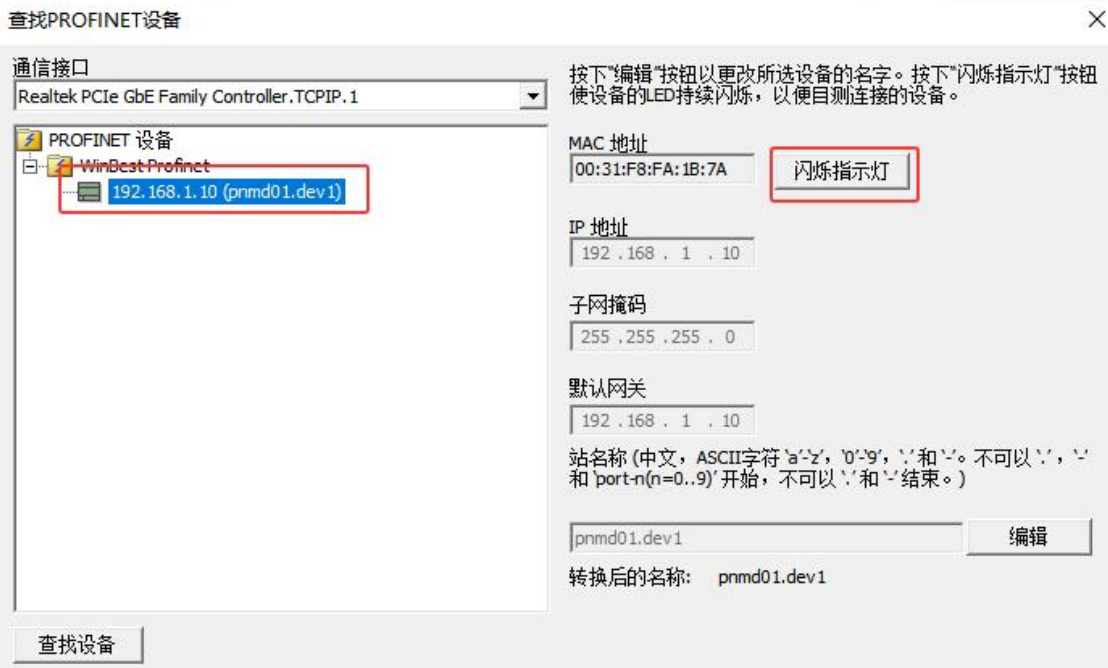 查找PROFINET设备
通信接口
Realtek PCIe GbE Family Controller.TCPIP.1
PROFINET 设备
WinBest Profinet
192.168.1.10 (pnmd01.dev1)
查找设备
按下"编辑"按钮以更改所选设备的名字。按下"闪烁指示灯"按钮
使设备的LED持续闪烁，以便目测连接的设备。
MAC 地址
00:31:F8:FA:1B:7A
闪烁指示灯
IP 地址
192 . 168 . 1 . 10
子网掩码
255 . 255 . 255 . 0
默认网关
192 . 168 . 1 . 10
站名称 (中文，ASCII字符 'a'-'z'，'0'-'9'，'.' 和 '-'。不可以 '.'，'-'
和 'port-n(n=0..9)' 开始，不可以 '.' 和 '-' 结束。)
pnmd01.dev1
编辑
转换后的名称: pnmd01.dev1